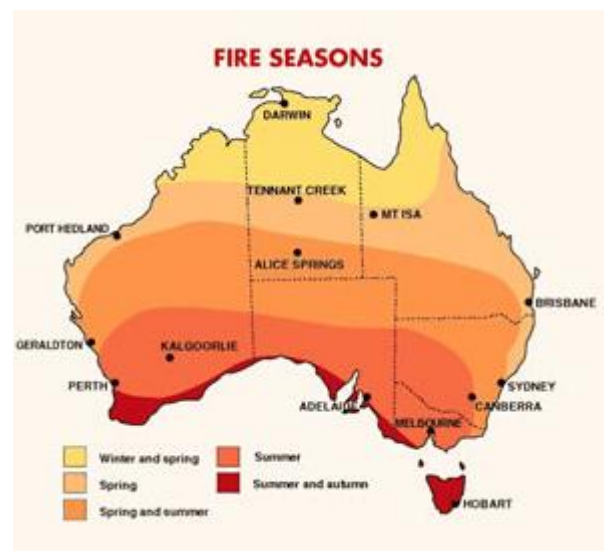 FIRE SEASONS
DARWIN
TENNANT CREEK
MT ISA
PORT HEDLAND
ALICE SPRINGS
BRISBANE
GERALDTON
KALGOORLIE
PERTH
SYDNEY
ADELAIDE
CANBERRA
MELBOURNE
Winter and spring
Summer
Spring
Summer and autumn
Spring and summer
HOBART